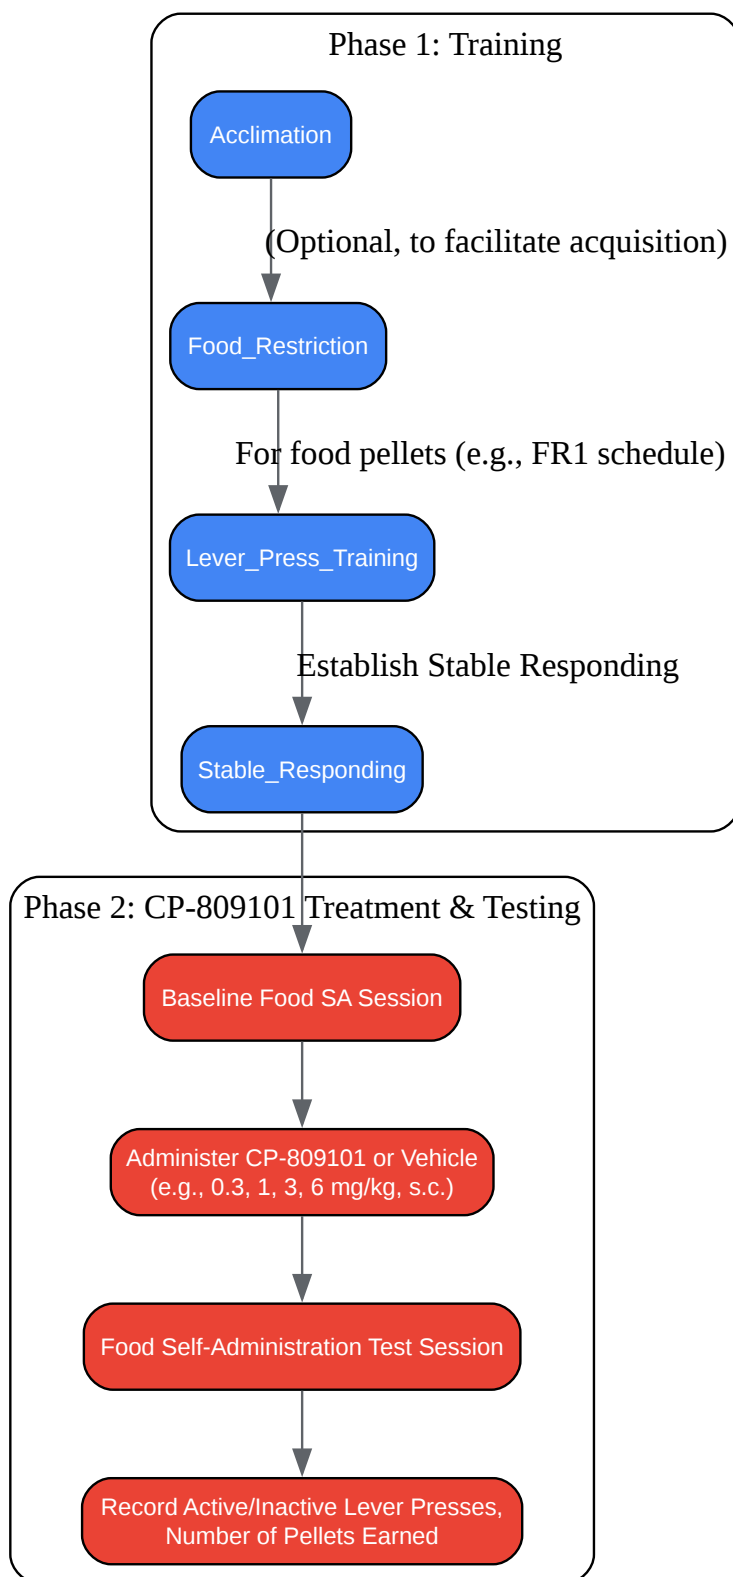 Phase 1: Training
Acclimation
(Optional, to facilitate acquisition)
Food_Restriction
For food pellets (e.g., FR1 schedule)
Lever_Press_Training
Establish Stable Responding
Stable_Responding
Phase 2: CP-809101 Treatment & Testing
Baseline Food SA Session
Administer CP-809101 or Vehicle
(e.g., 0.3, 1, 3, 6 mg/kg, s.c.)
Food Self-Administration Test Session
Record Active/Inactive Lever Presses,
Number of Pellets Earned